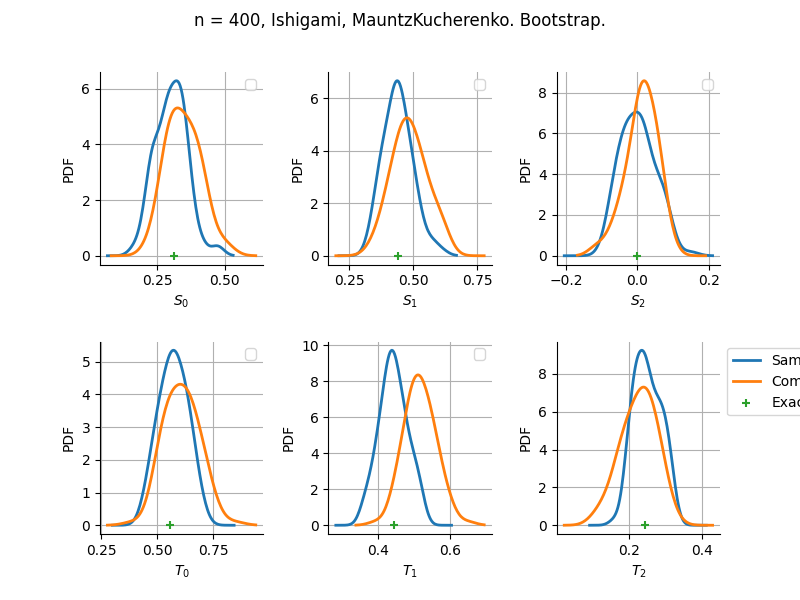 n = 400, Ishigami, MauntzKucherenko. Bootstrap.
PDF
6
4
2
0
0.25
0.50
S0
PDF
6
4
2
0
0.25
0.50
0.75
S1
PDF
8
6
4
2
0
−0.2
0.0
0.2
S2
PDF
5
4
3
2
1
0
0.25
0.50
0.75
T0
PDF
10
8
6
4
2
0
0.4
0.6
T1
PDF
8
6
4
2
0
0.2
0.4
T2
Sam
Com
Exac